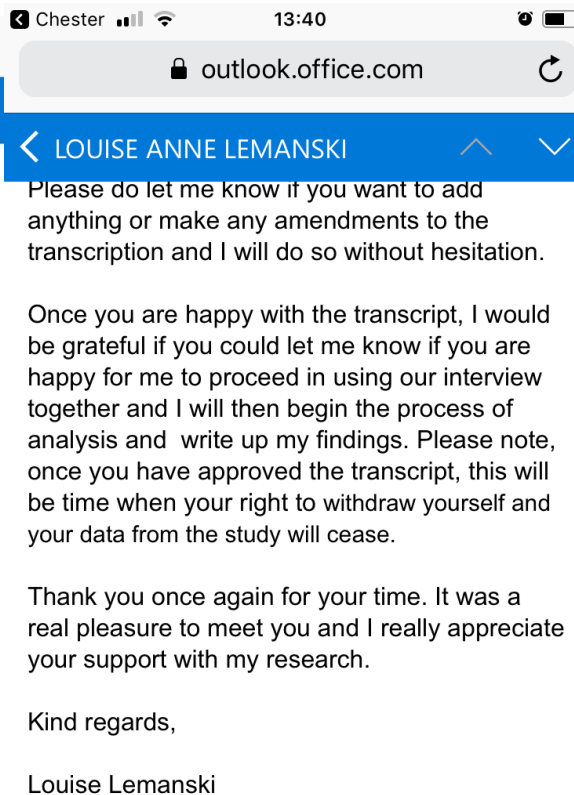 Chester
13:40
outlook.office.com
LOUISE ANNE LEMANSKI
Please do let me know if you want to add
anything or make any amendments to the
transcription and I will do so without hesitation.
Once you are happy with the transcript, I would
be grateful if you could let me know if you are
happy for me to proceed in using our interview
together and I will then begin the process of
analysis and  write up my findings. Please note,
once you have approved the transcript, this will
be time when your right to withdraw yourself and
your data from the study will cease.
Thank you once again for your time. It was a
real pleasure to meet you and I really appreciate
your support with my research.
Kind regards,
Louise Lemanski